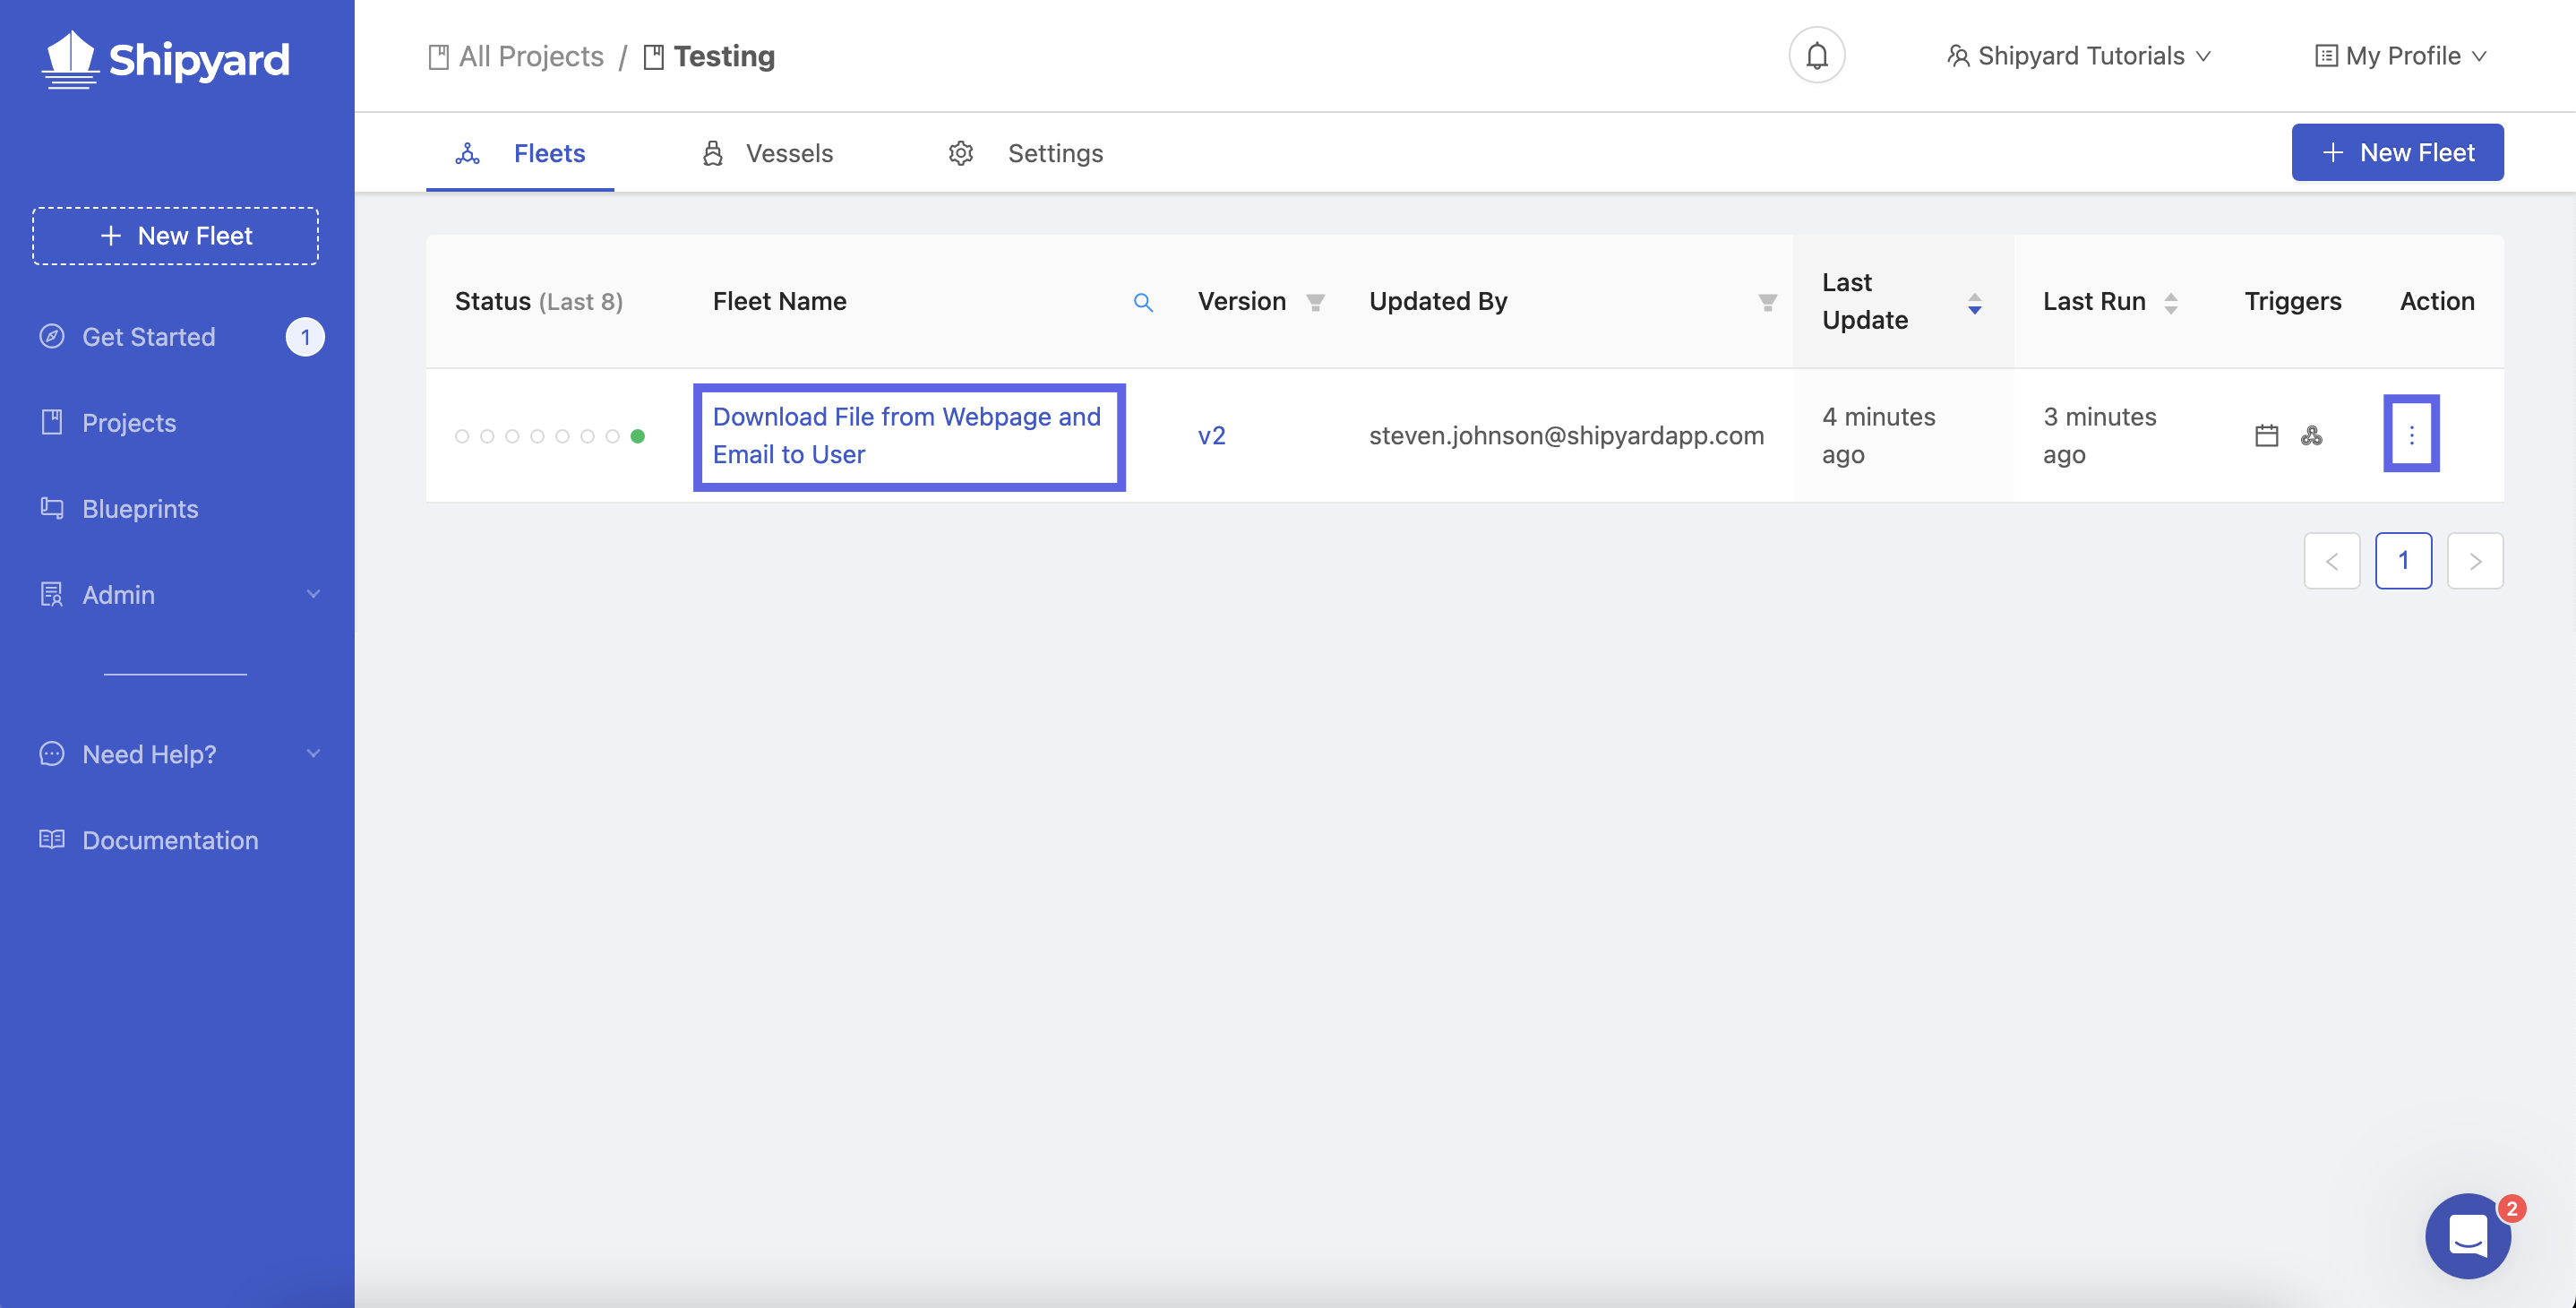 Shipyard
All Projects / Testing
Shipyard Tutorials
My Profile
Fleets
Vessels
Settings
+ New Fleet
+ New Fleet
Get Started
1
Projects
Blueprints
Admin
Need Help?
Documentation
Status (Last 8)
Fleet Name
Version
Updated By
Last
Update
Last Run
Triggers
Action
Download File from Webpage and
Email to User
v2
steven.johnson@shipyardapp.com
4 minutes
ago
3 minutes
ago
< 1 >
2